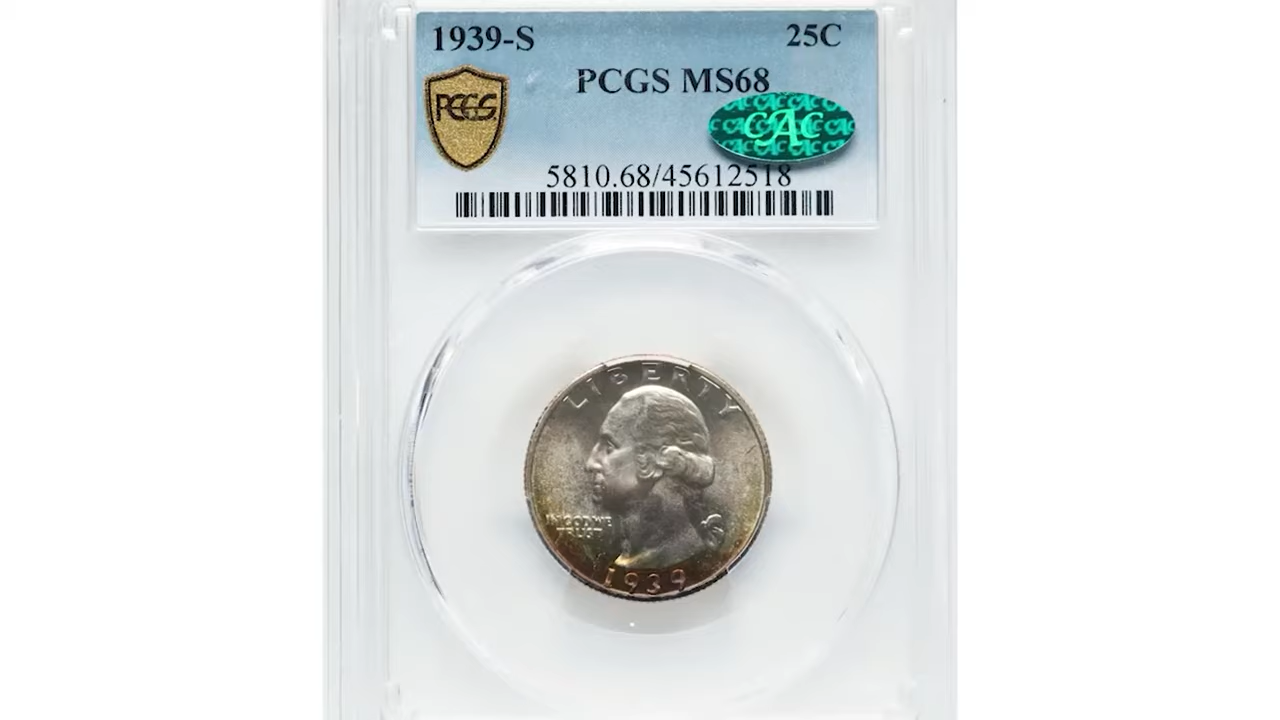 1939-S 25C
PCGS MS68
PCGS
CAC
5810.68/45612518
LIBERTY
IN GOD WE
TRUST
1939